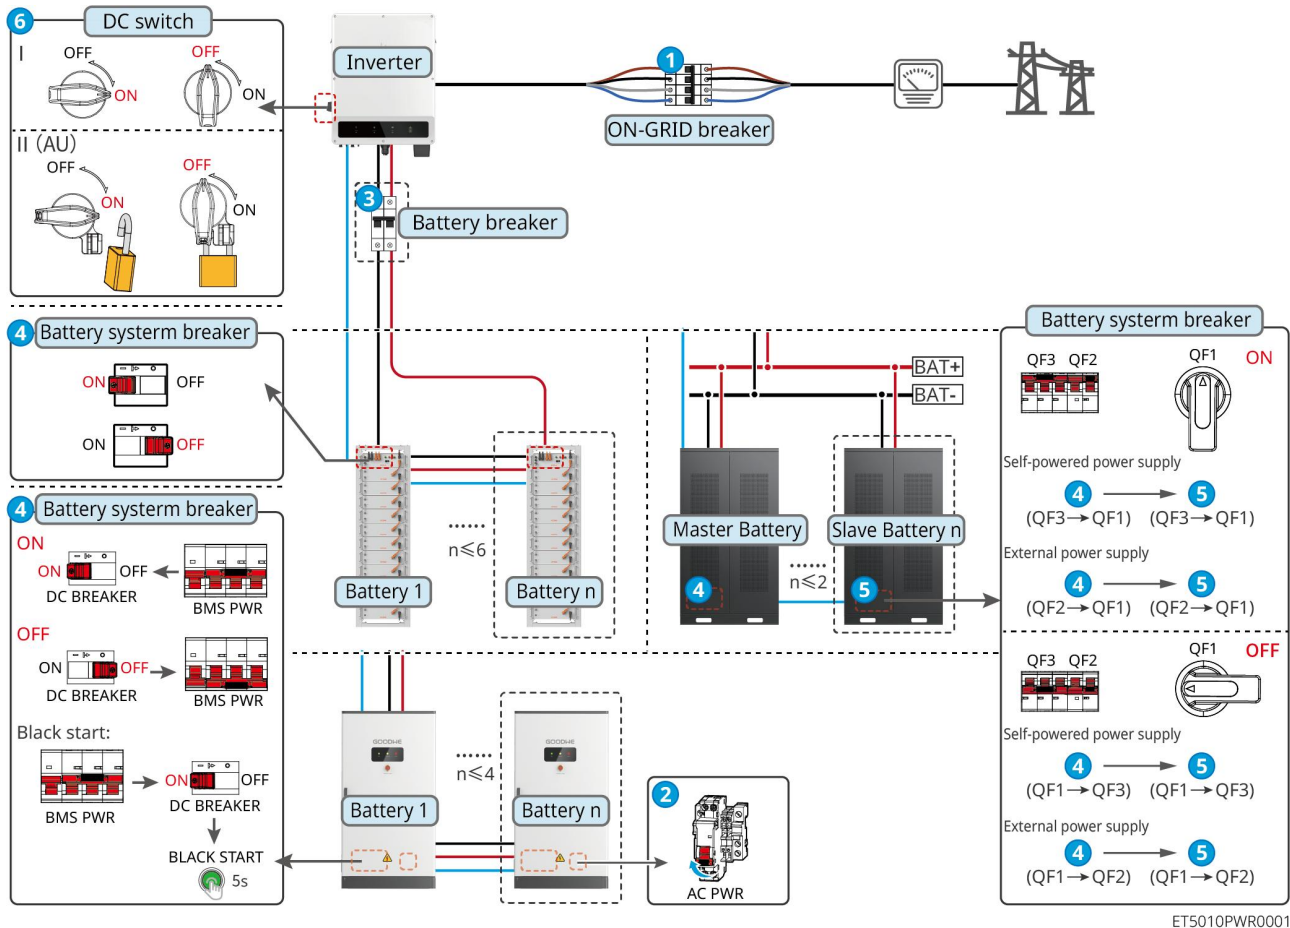 6
DC switch
I
OFF
ON
OFF
ON
II (AU)
OFF
ON
OFF
ON
Inverter
1
ON-GRID breaker
3
Battery breaker
4
Battery systerm breaker
ON
OFF
ON
OFF
4
Battery systerm breaker
ON
ON
OFF
DC BREAKER
BMS PWR
OFF
ON
OFF
DC BREAKER
BMS PWR
Black start:
BMS PWR
ON
OFF
DC BREAKER
BLACK START
5s
Battery 1
······
n≤6
Battery n
BAT+
BAT-
Master Battery
4
······
n≤2
Slave Battery n
5
GOODWE
Battery 1
······
n≤4
GOODWE
Battery n
2
AC PWR
Battery systerm breaker
QF3 QF2
QF1
ON
Self-powered power supply
4 → 5
(QF3→QF1) (QF3→QF1)
External power supply
4 → 5
(QF2→QF1) (QF2→QF1)
QF3 QF2
QF1
OFF
Self-powered power supply
4 → 5
(QF1→QF3) (QF1→QF3)
External power supply
4 → 5
(QF1→QF2) (QF1→QF2)
ET5010PWR0001